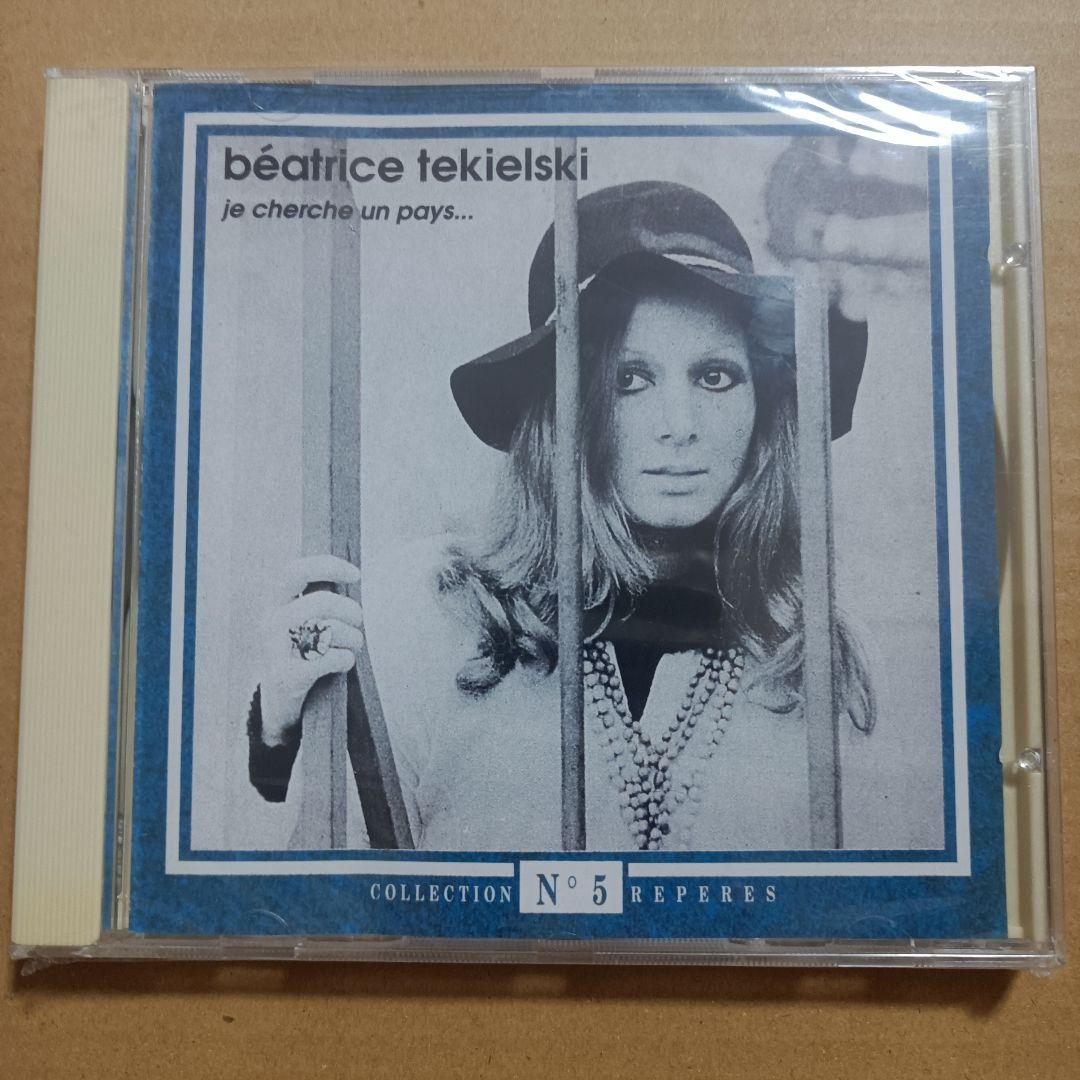 béatrice tekielski
je cherche un pays...
COLLECTION N° 5 REPERES